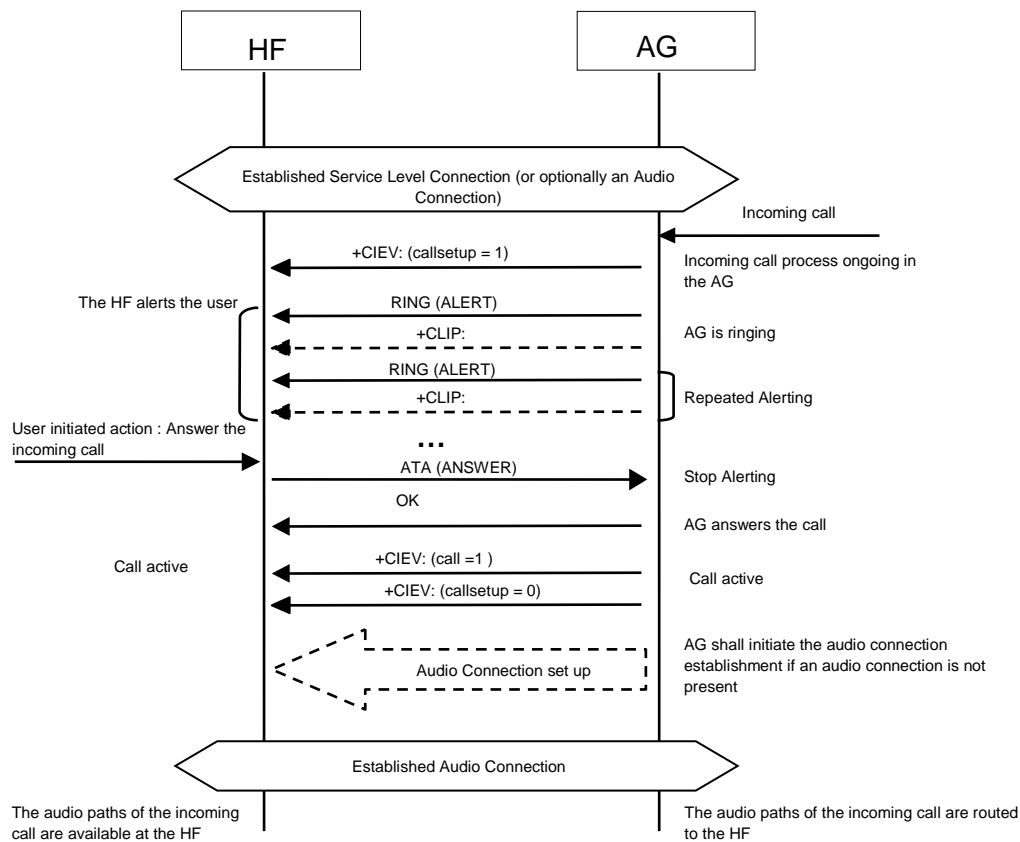 HF
AG
Established Service Level Connection (or optionally an Audio
Connection)
Incoming call
+CIEV: (callsetup = 1)
Incoming call process ongoing in
the AG
The HF alerts the user
RING (ALERT)
+CLIP:
AG is ringing
RING (ALERT)
+CLIP:
Repeated Alerting
User initiated action : Answer the
incoming call
...
ATA (ANSWER)
Stop Alerting
OK
AG answers the call
+CIEV: (call =1 )
Call active
Call active
+CIEV: (callsetup = 0)
AG shall initiate the audio connection
establishment if an audio connection is not
present
Audio Connection set up
Established Audio Connection
The audio paths of the incoming
call are available at the HF
The audio paths of the incoming call are routed
to the HF